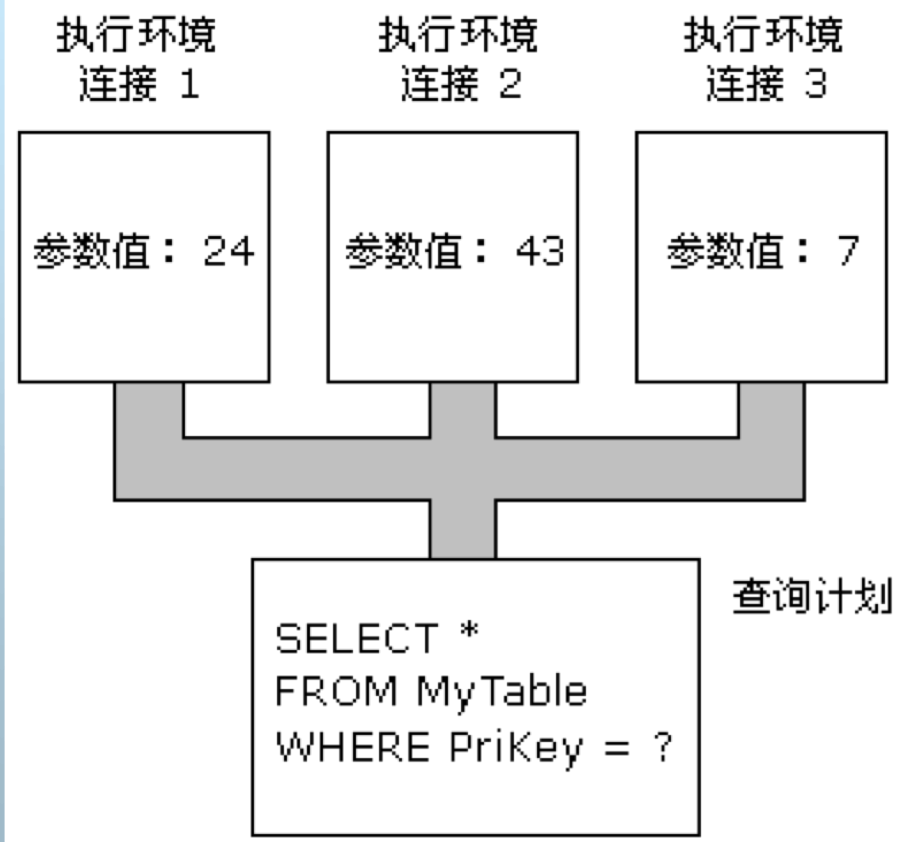 执行环境
连接 1
执行环境
连接 2
执行环境
连接 3
参数值： 24
参数值： 43
参数值： 7
查询计划
SELECT *
FROM MyTable
WHERE PriKey = ?